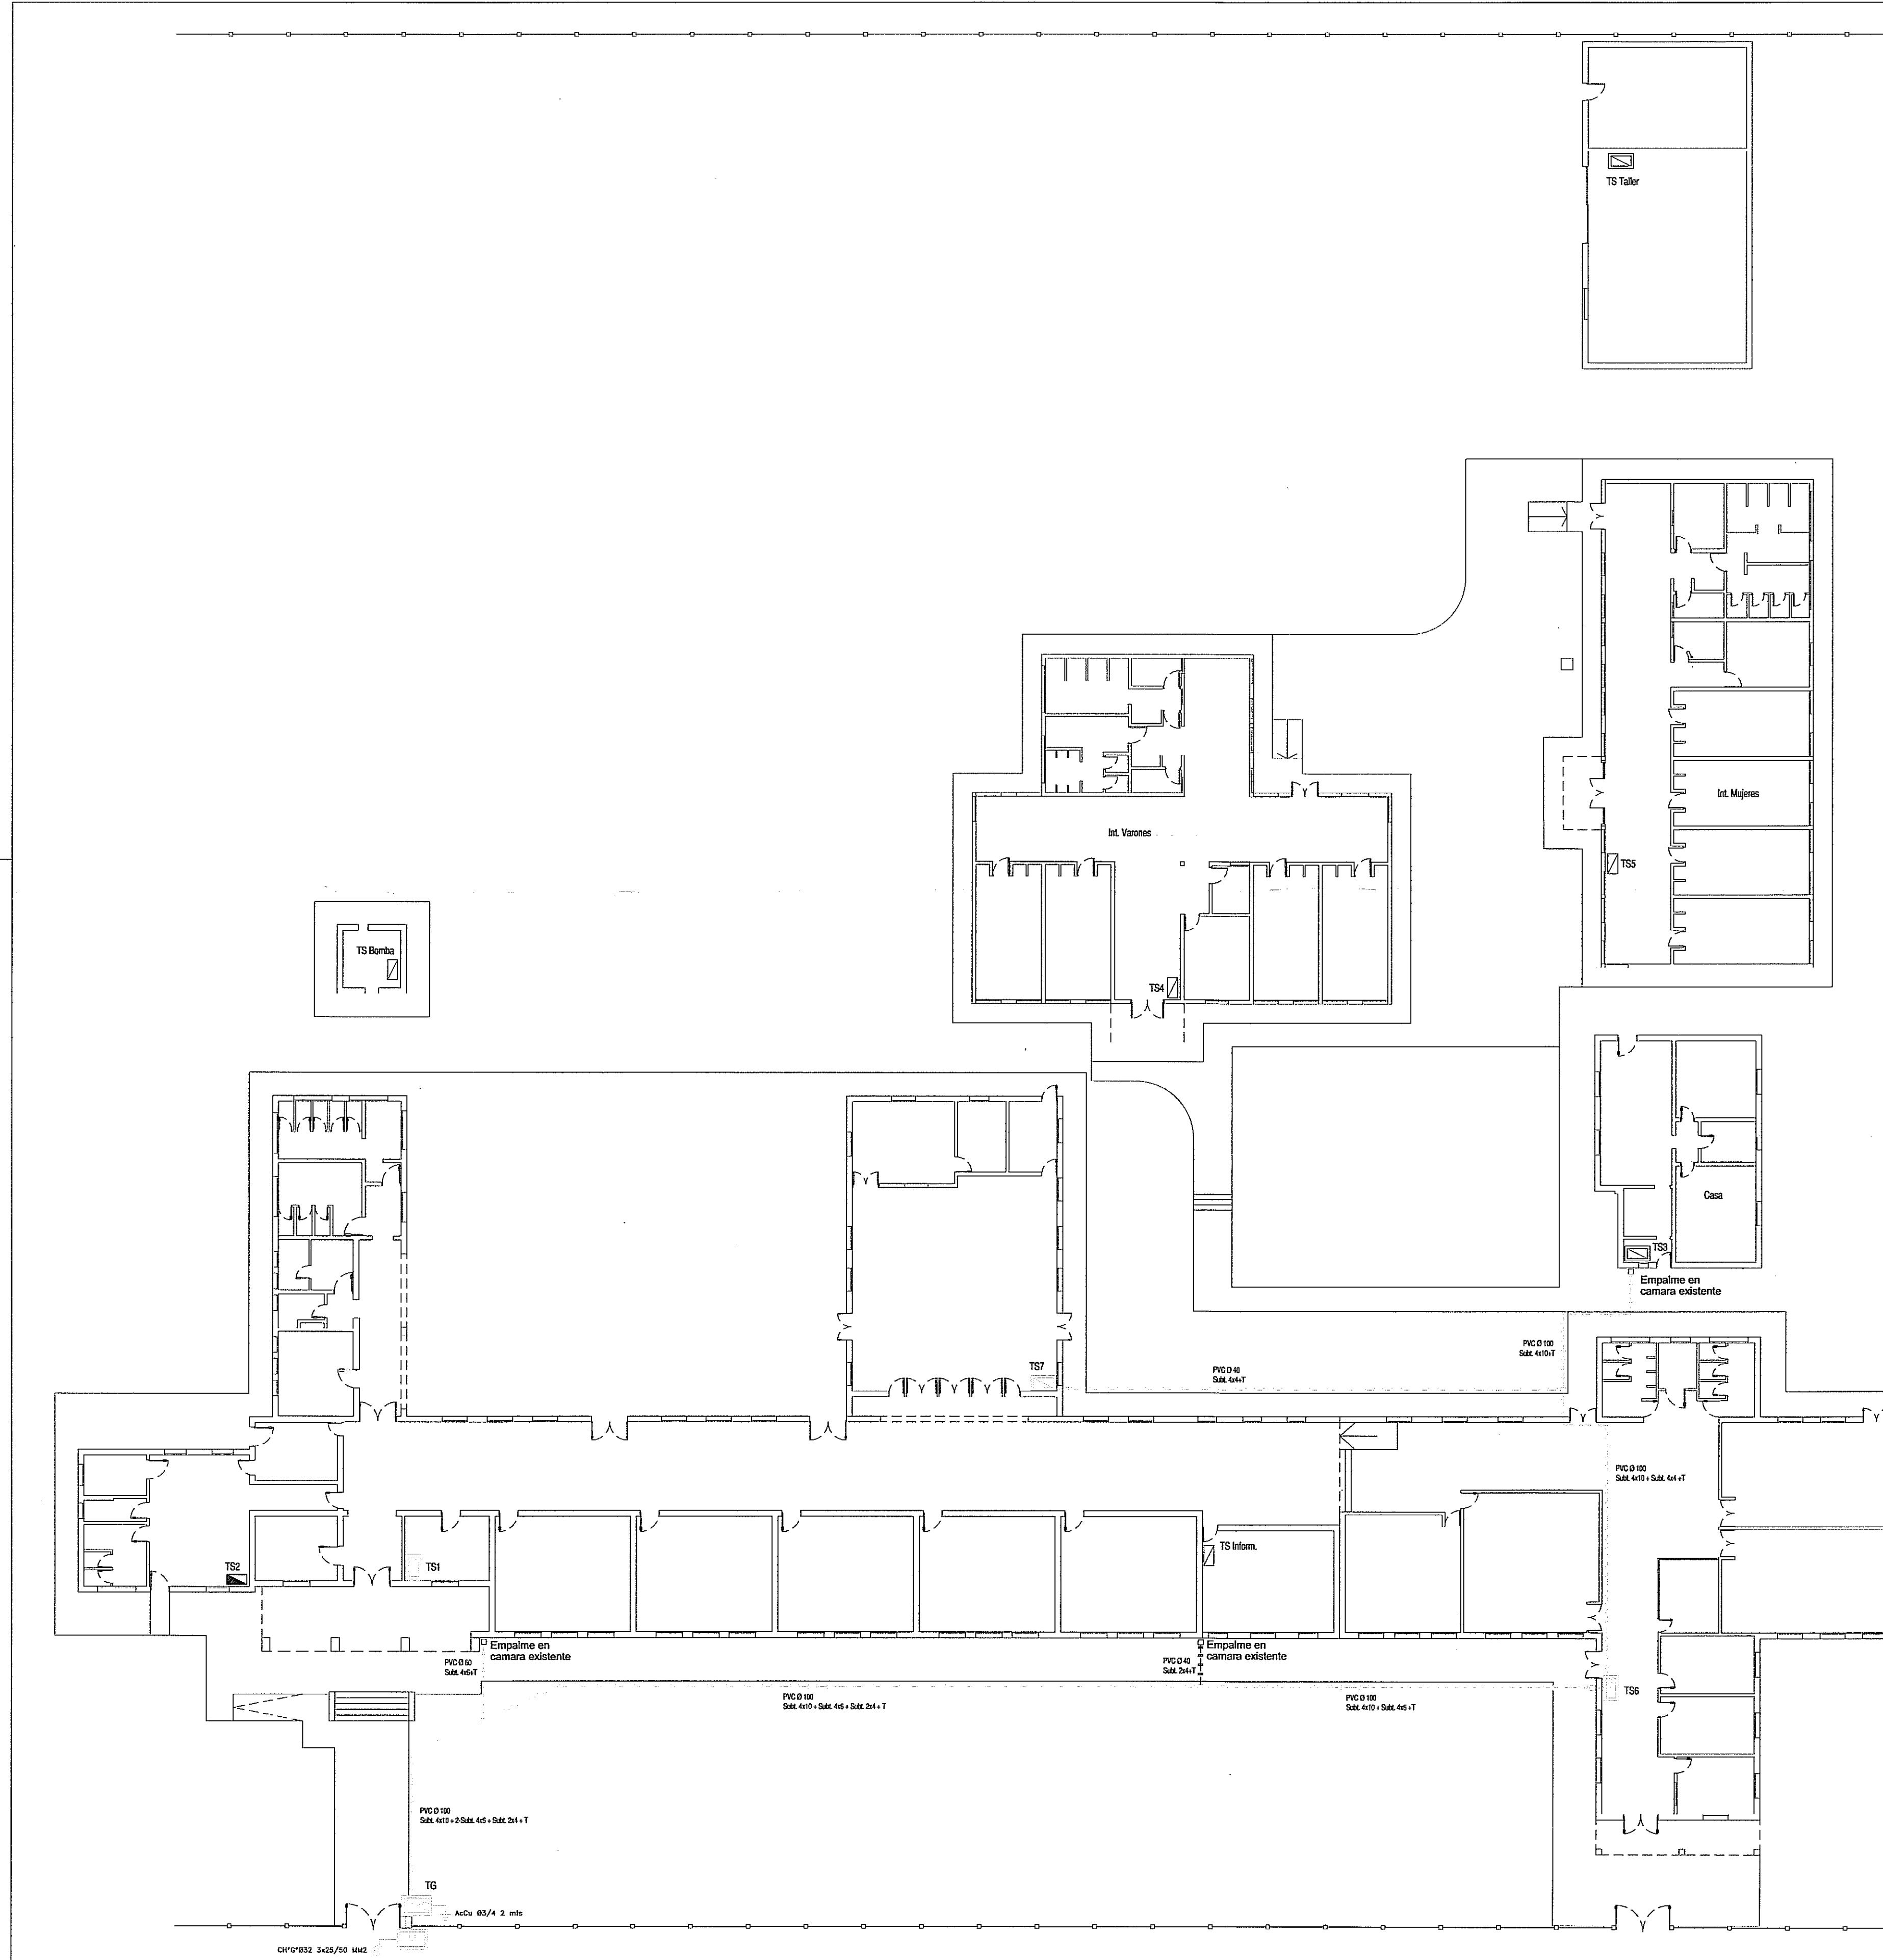 TS Taller
Int. Mujeres
Int. Varones
TS5
TS Bomba
TS4
Casa
TS3
Empalme en
camara existente
PVC Ø 100
Subt. 4x10+T
TS7
PVC Ø 40
Subt. 4x4+T
PVC Ø 100
Subt. 4x10 + Subt. 4x4 +T
TS Inform.
TS1
TS2
Empalme en
camara existente
Empalme en
camara existente
PVC Ø 60
Subt. 4x6+T
PVC Ø 40
Subt. 2x4+T
TS6
PVC Ø 100
Subt. 4x10 + Subt. 4x6 + Subt. 2x4 + T
PVC Ø 100
Subt. 4x10 + Subt. 4x6 +T
PVC Ø 100
Subt. 4x10 + 2-Subt. 4x6 + Subt. 2x4 + T
TG
AcCu Ø3/4 2 mts
CHºGºØ32 3x25/50 MM2